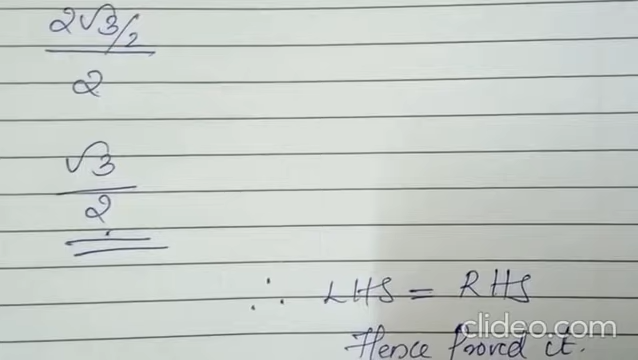 2√3/2
2
√3
2
∴ LHS = RHS
Hence Proved it.
clideo.com